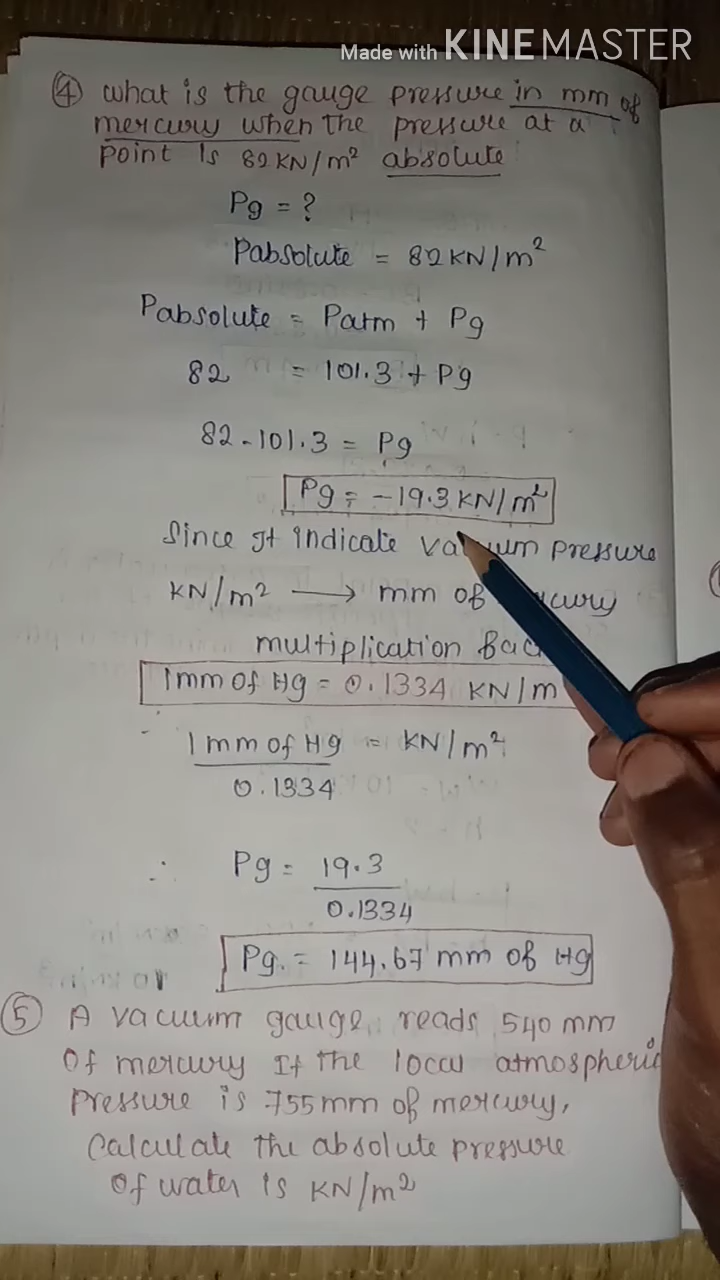 Made with KINEMASTER
④ What is the gauge pressure in mm of
mercury when the pressure at a
point is 82 KN/m²  absolute
Pg = ?
Pabsolute = 82 KN/m²
Pabsolute = Patm + Pg
82 = 101.3 + Pg
82 - 101.3 = Pg
Pg = -19.3 KN/m²
Since It indicate vacuum pressure
KN/m² → mm of
multiplication
1mm of Hg = 0.1334 KN/m
1 mm of Hg = KN/m²
0.1334
∴ Pg = 19.3
0.1334
Pg. = 144.67 mm of Hg
⑤ A vacuum gauge reads 540 mm
of mercury If the local atmospheric
pressure is 755mm of mercury,
calculate the absolute pressure
of water is KN/m²